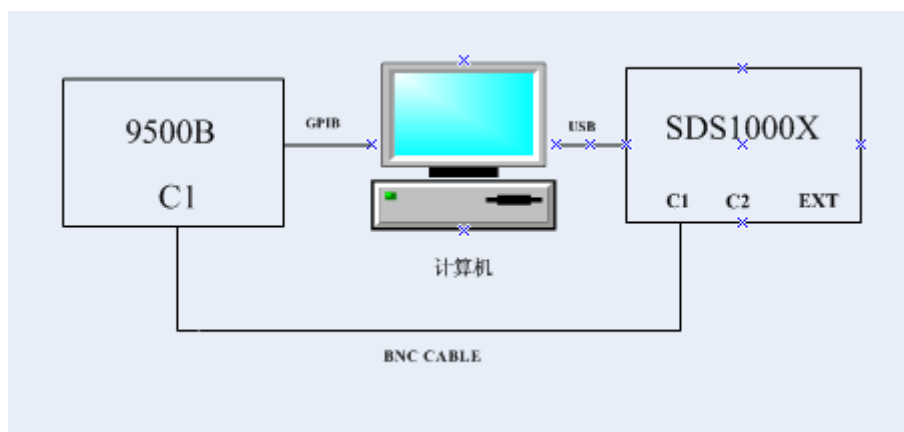 9500B
C1
GPIB
USB
SDS1000X
C1 C2 EXT
计算机
BNC CABLE